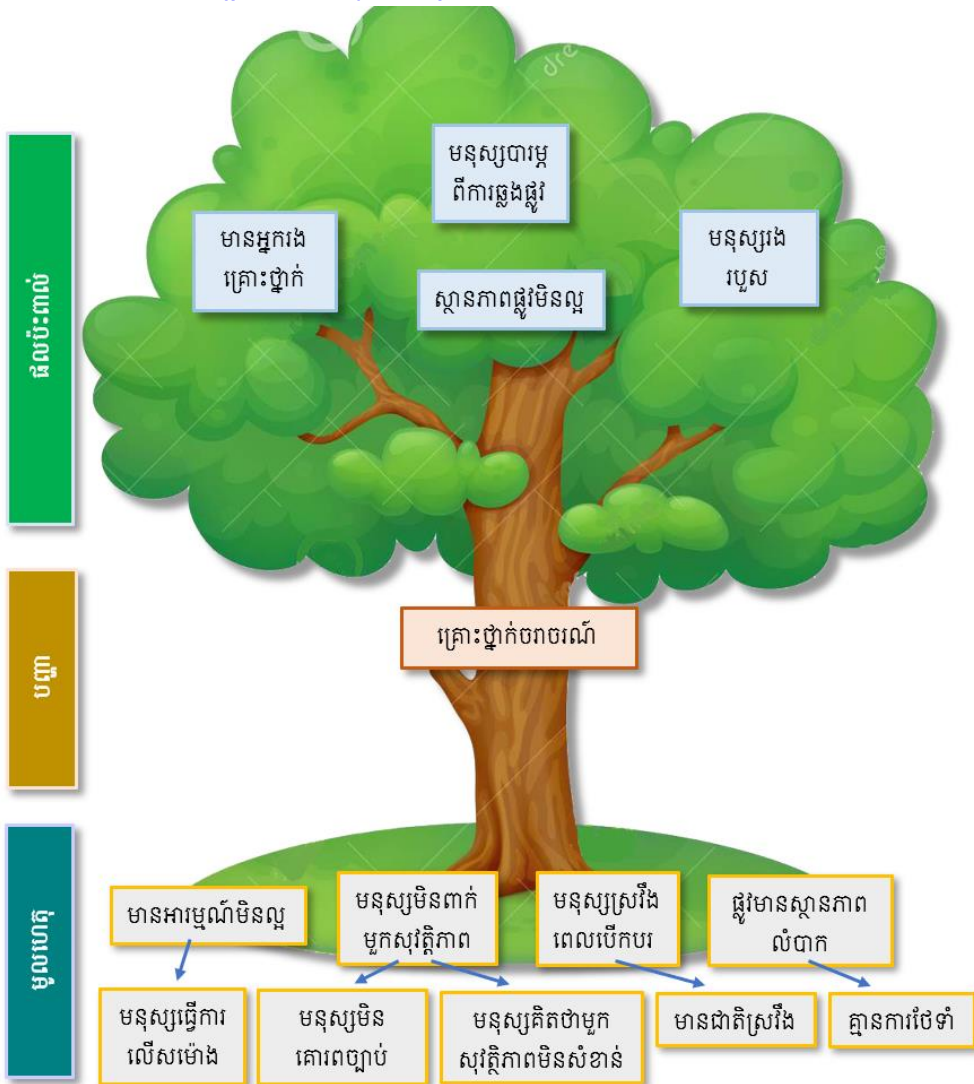 ផលប៉ះពាល់
មនុស្សបារម្ភ
ពីការឆ្លងផ្លូវ
មានអ្នករង
គ្រោះថ្នាក់
មនុស្សរង
របួស
ស្ថានភាពផ្លូវមិនល្អ
បញ្ហា
គ្រោះថ្នាក់ចរាចរណ៍
មូលហេតុ
មានអារម្មណ៍មិនល្អ
មនុស្សមិនពាក់
មួកសុវត្តិភាព
មនុស្សស្រវឹង
ពេលបើកបរ
ផ្លូវមានស្ថានភាព
លំបាក
មនុស្សធ្វើការ
លើសម៉ោង
មនុស្សមិន
គោរពច្បាប់
មនុស្សគិតថាមួក
សុវត្ថិភាពមិនសំខាន់
មានជាតិស្រវឹង
គ្មានការថែទាំ